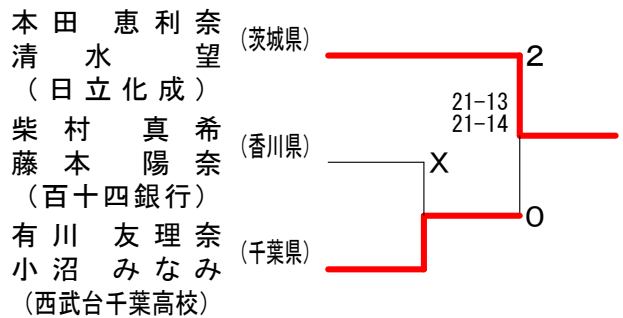 本田 恵利奈
清水 望
(茨城県)
(日立化成)
2
21-13
21-14
柴村 真希
藤本 陽奈
(香川県)
(百十四銀行)
X
0
有川 友理奈
小沼 みなみ
(千葉県)
(西武台千葉高校)